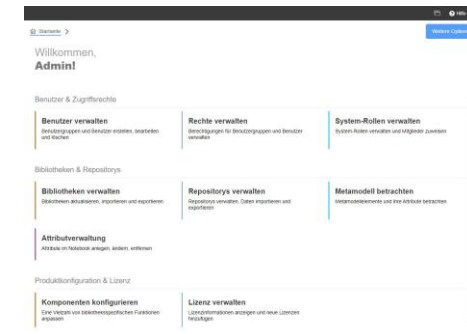 Hilfe
Startseite
Weitere Option
Willkommen,
Admin!
Benutzer & Zugriffsrechte
Benutzer verwalten
Benutzergruppen und Benutzer erstellen, bearbeiten
und löschen
Rechte verwalten
Berechtigungen für Benutzergruppen und Benutzer
verwalten
System-Rollen verwalten
System-Rollen verwalten und Mitglieder zuweisen
Bibliotheken & Repositorys
Bibliotheken verwalten
Bibliotheken aktualisieren, importieren und exportieren
Repositorys verwalten
Repositorys verwalten, Daten importieren und
exportieren
Metamodell betrachten
Metamodellelemente und ihre Attribute betrachten
Attributverwaltung
Attribute im Notebook anlegen, ändern, entfernen
Produktkonfiguration & Lizenz
Komponenten konfigurieren
Eine Vielzahl von bibliotheksspezifischen Funktionen
anpassen
Lizenz verwalten
Lizenzinformationen anzeigen und neue Lizenzen
hinzufügen